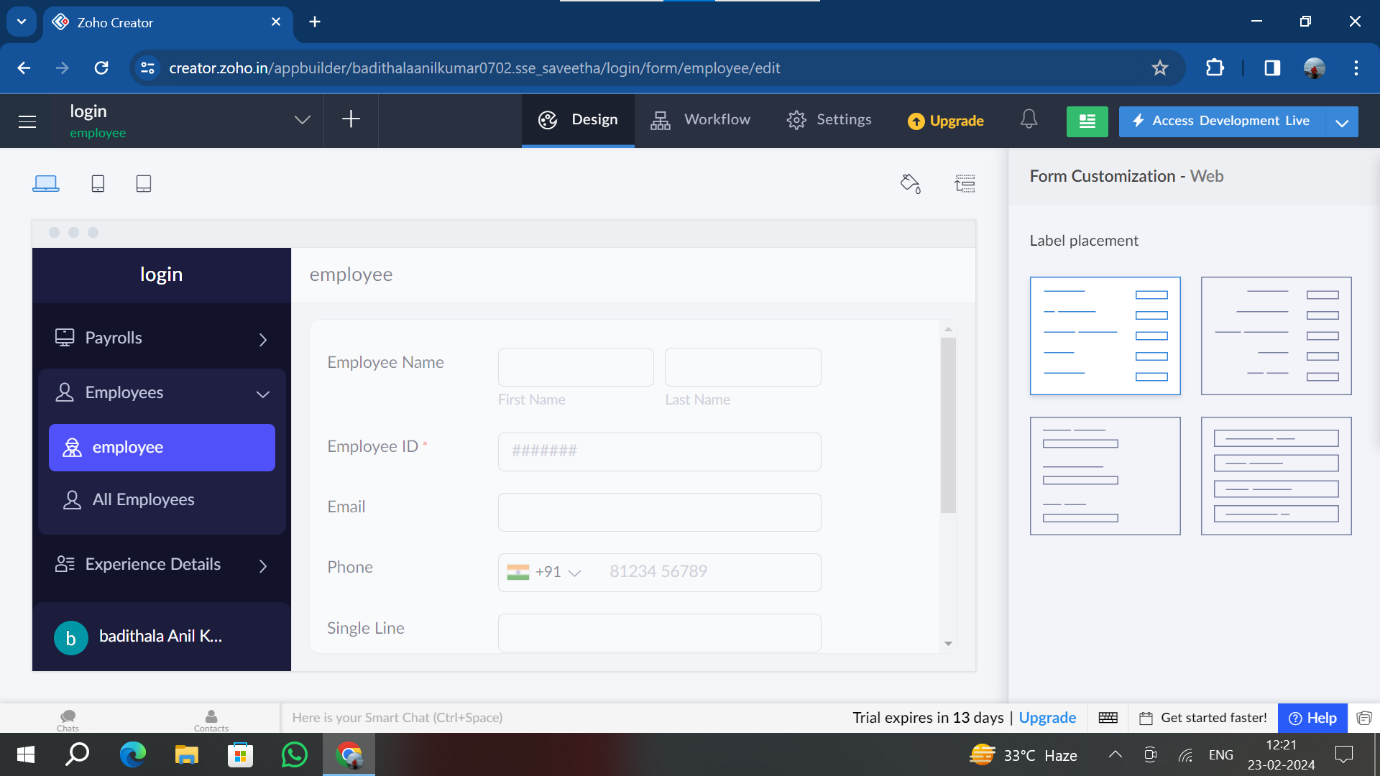 Zoho Creator
creator.zoho.in/appbuilder/badithalaanilkumar0702.sse_saveetha/login/form/employee/edit
login
employee
Design
Workflow
Settings
Upgrade
Access Development Live
Form Customization - Web
Label placement
login
Payrolls
Employees
employee
All Employees
Experience Details
b
badithala Anil K...
employee
Employee Name
First Name
Last Name
Employee ID *
#######
Email
Phone
+91
81234 56789
Single Line
Chats
Contacts
Here is your Smart Chat (Ctrl+Space)
Trial expires in 13 days | Upgrade
Get started faster!
Help
33°C Haze
ENG
12:21
23-02-2024